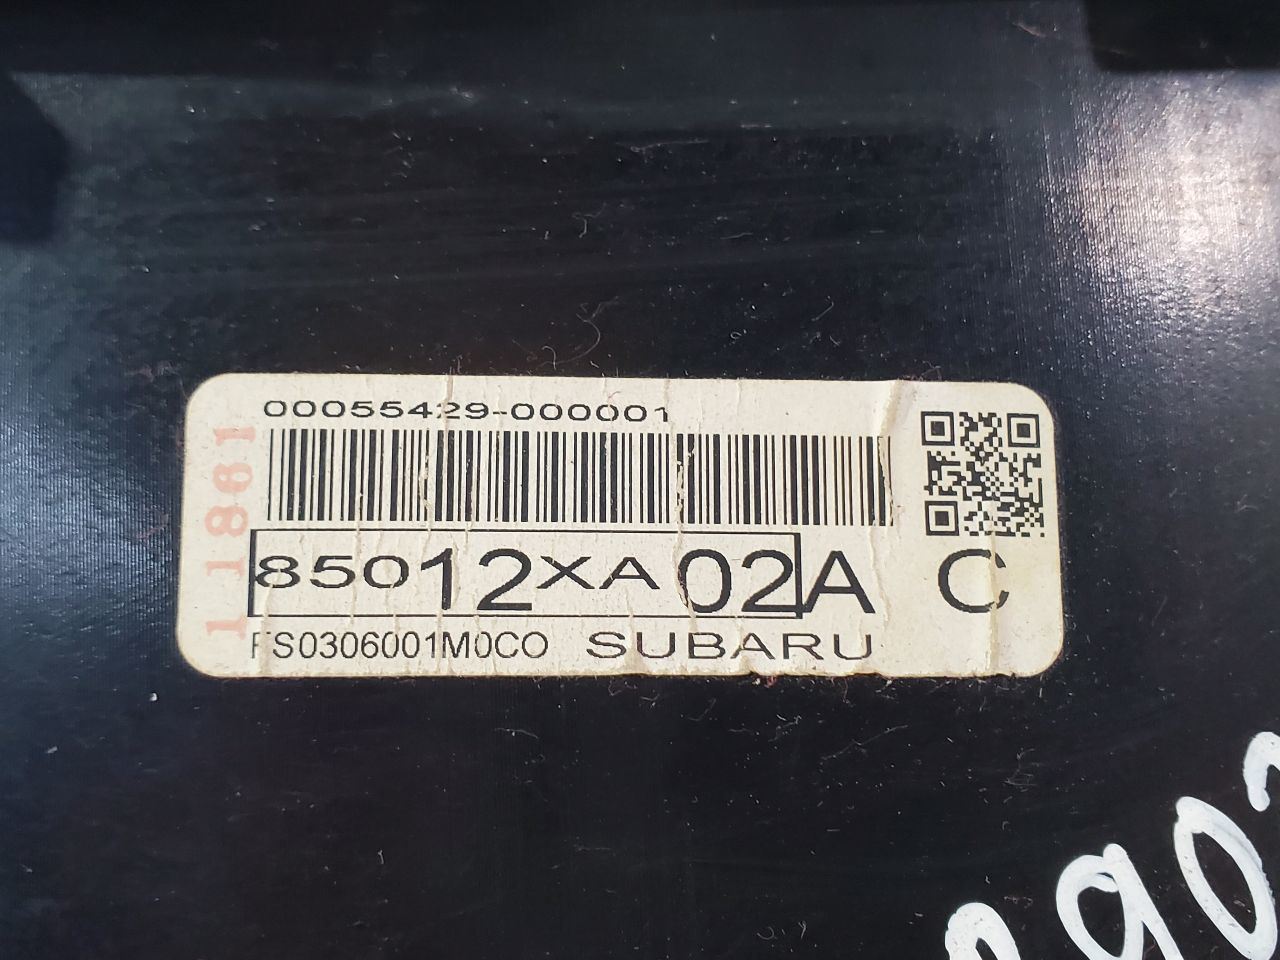 00055429-000001
11861
85012XA02A C
FS0306001M0CO SUBARU